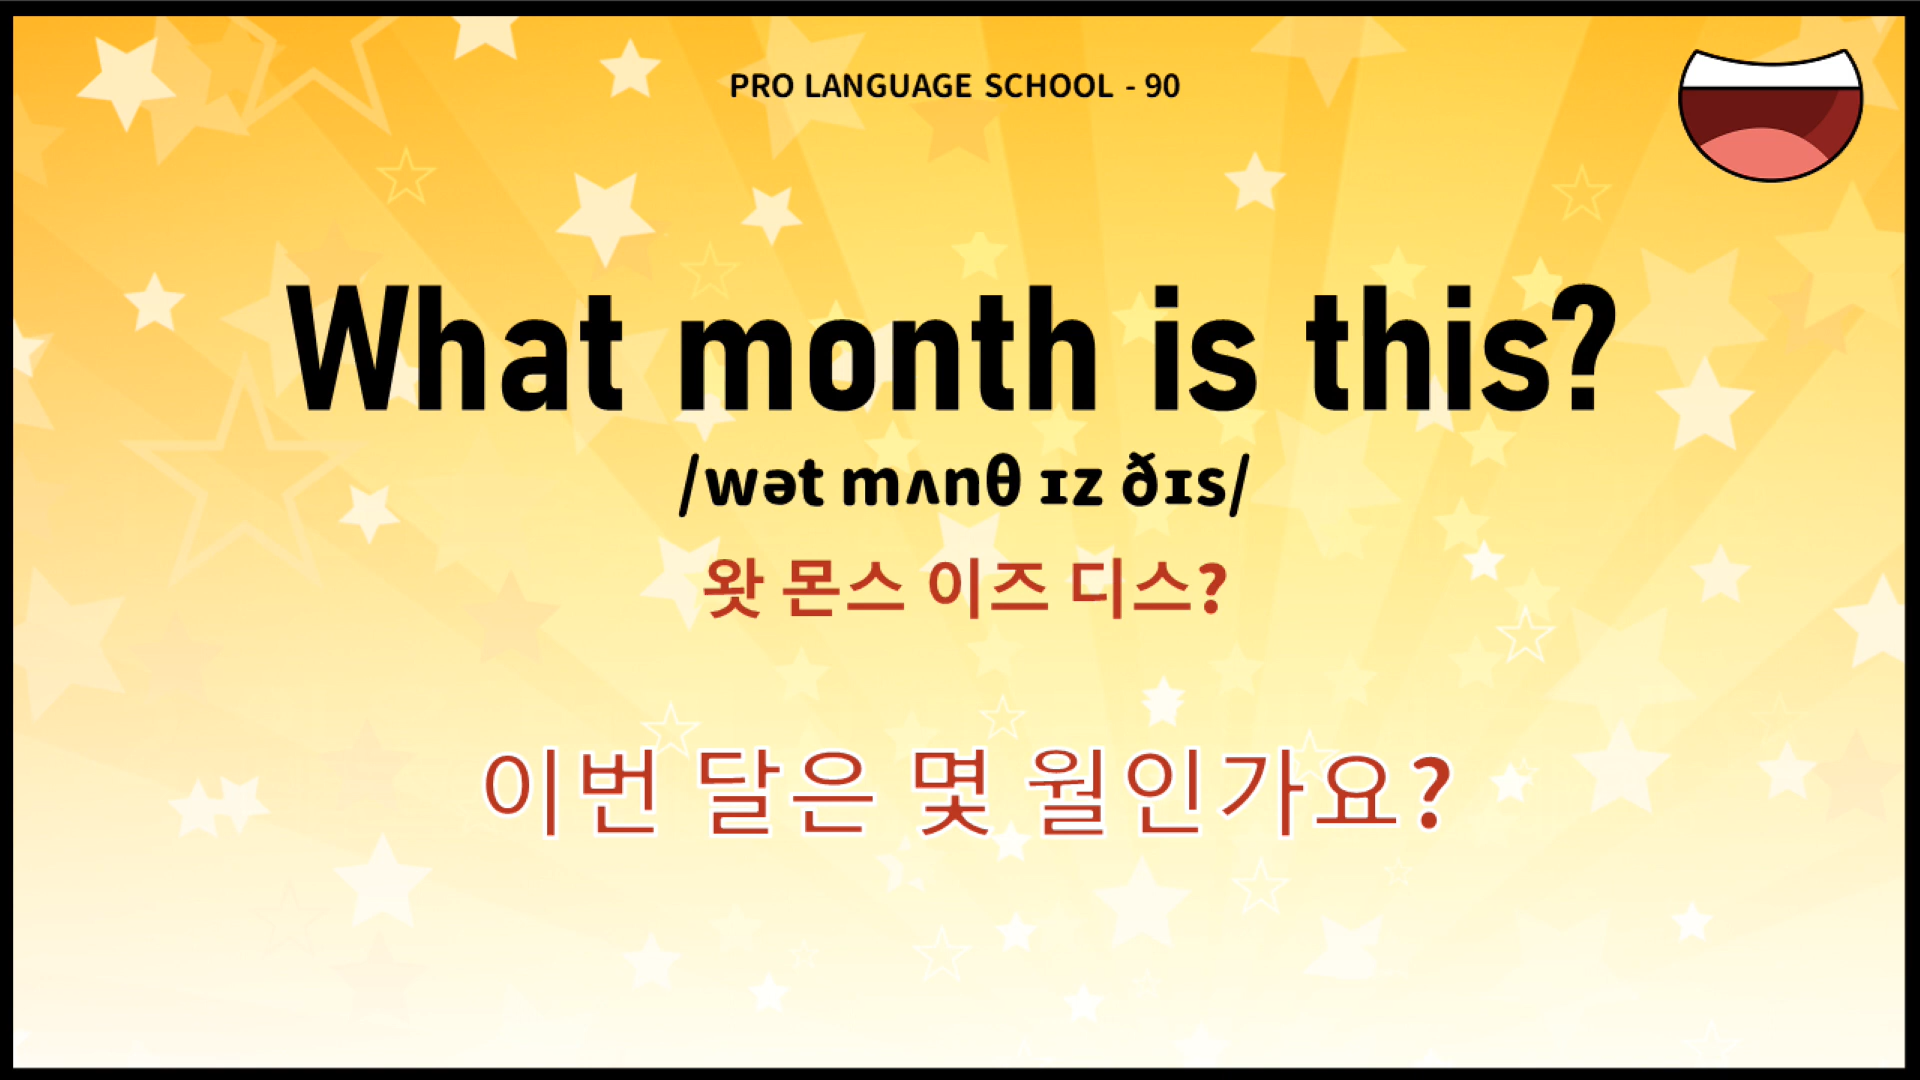 PRO LANGUAGE SCHOOL - 90
What month is this?
/wət mʌnθ ɪz ðɪs/
왓 몬스 이즈 디스?
이번 달은 몇 월인가요?